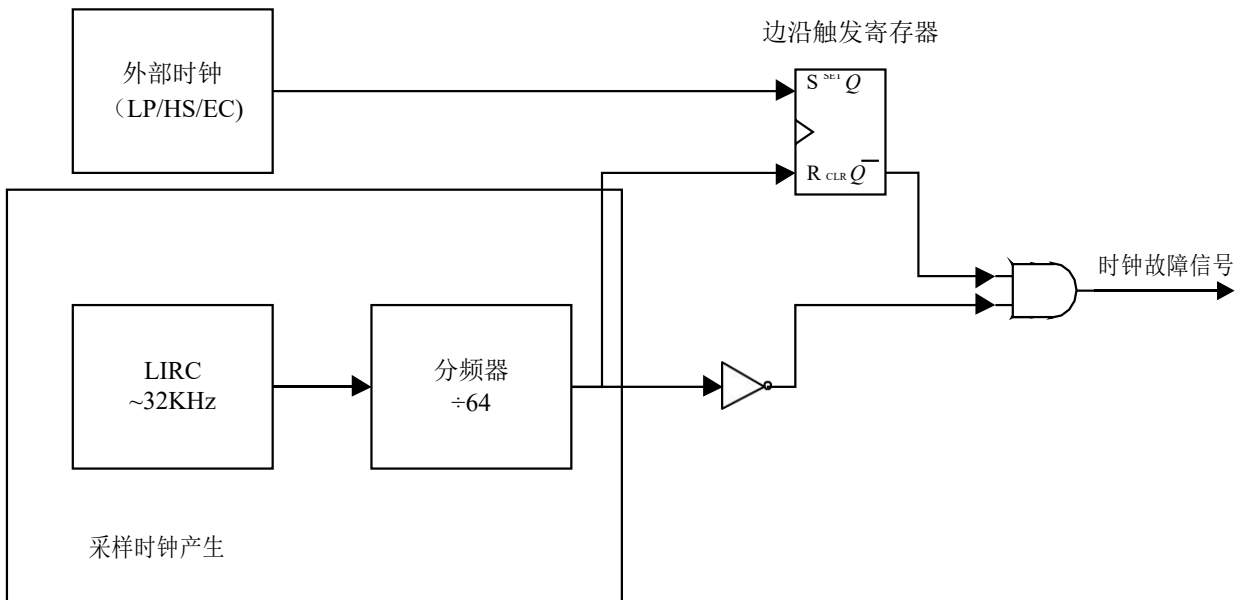 边沿触发寄存器
外部时钟
（LP/HS/EC)
S SET Q
R CLR Q
时钟故障信号
LIRC
~32KHz
分频器
÷64
采样时钟产生